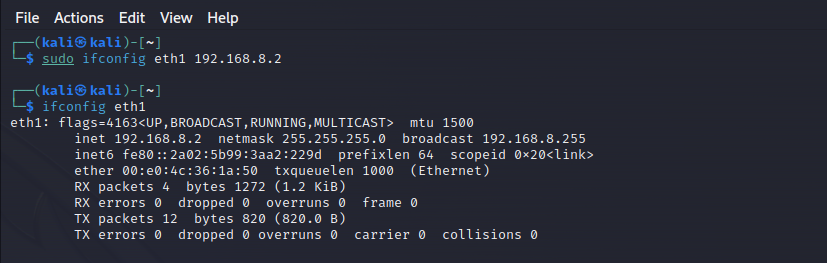 File Actions Edit View Help
┌──(kali㉿kali)-[~]
└─$ sudo ifconfig eth1 192.168.8.2
┌──(kali㉿kali)-[~]
└─$ ifconfig eth1
eth1: flags=4163<UP,BROADCAST,RUNNING,MULTICAST>  mtu 1500
        inet 192.168.8.2  netmask 255.255.255.0  broadcast 192.168.8.255
        inet6 fe80::2a02:5b99:3aa2:229d  prefixlen 64  scopeid 0×20<link>
        ether 00:e0:4c:36:1a:50  txqueuelen 1000  (Ethernet)
        RX packets 4  bytes 1272 (1.2 KiB)
        RX errors 0  dropped 0  overruns 0  frame 0
        TX packets 12  bytes 820 (820.0 B)
        TX errors 0  dropped 0 overruns 0  carrier 0  collisions 0